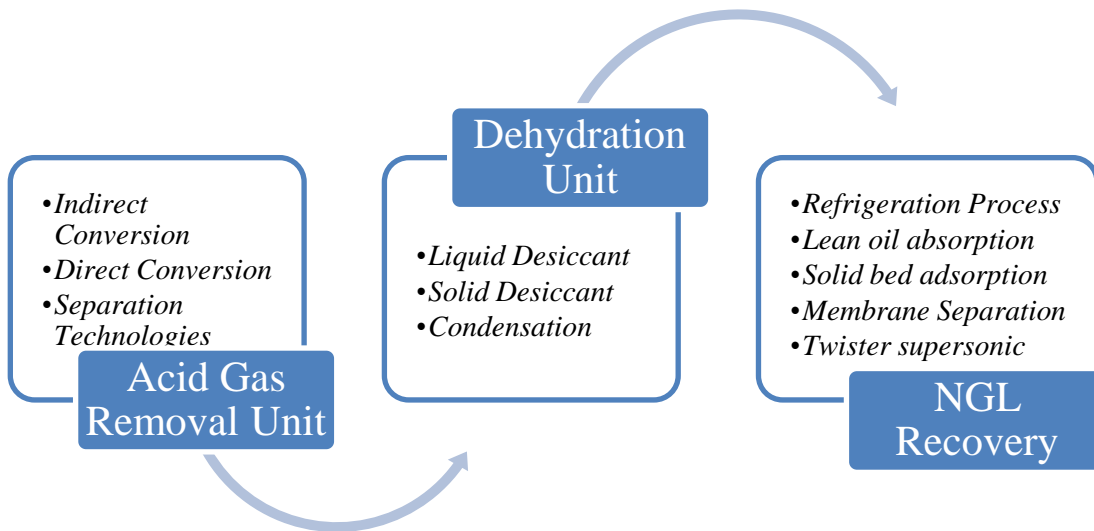 •Indirect
Conversion
•Direct Conversion
•Separation
Technologies
Acid Gas
Removal Unit
Dehydration
Unit
•Liquid Desiccant
•Solid Desiccant
•Condensation
•Refrigeration Process
•Lean oil absorption
•Solid bed adsorption
•Membrane Separation
•Twister supersonic
NGL
Recovery